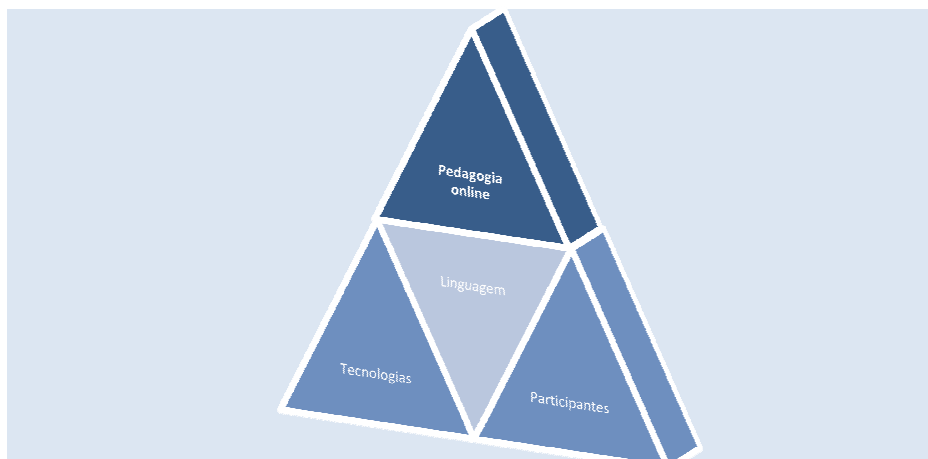 Pedagogia
online
Linguagem
Tecnologias
Participantes